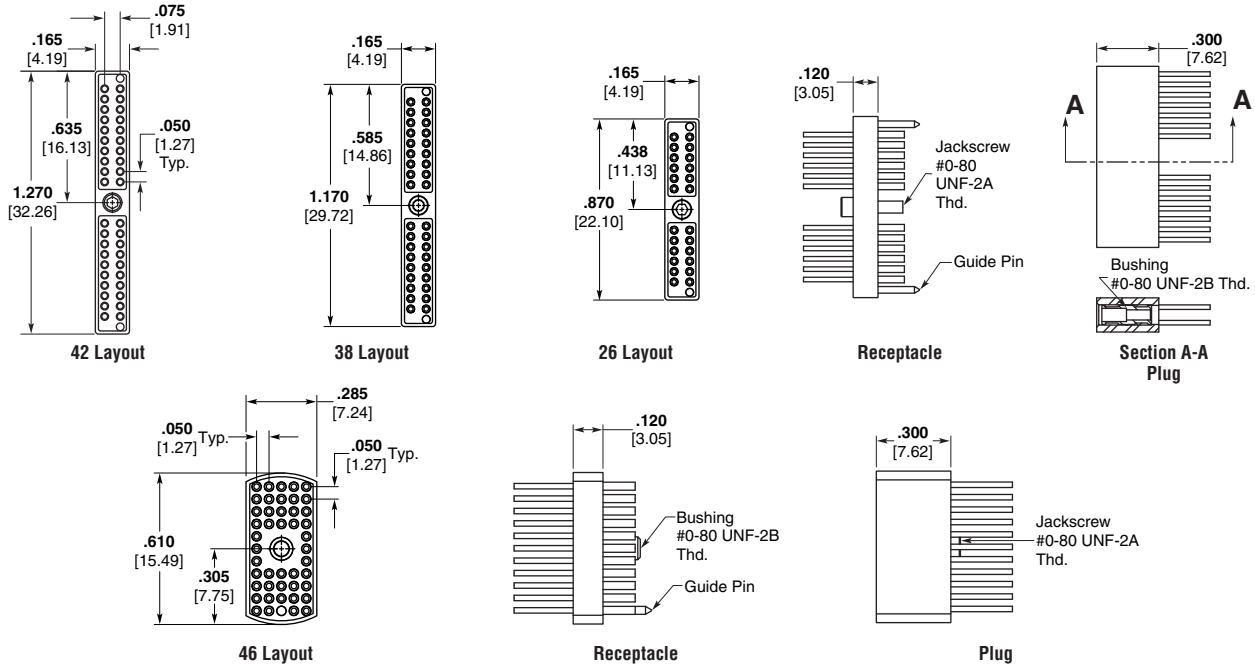 .075
[1.91]
.165
[4.19]
.635
[16.13]
.050
[1.27]
Typ.
1.270
[32.26]
42 Layout
.165
[4.19]
.585
[14.86]
1.170
[29.72]
38 Layout
.165
[4.19]
.438
[11.13]
.870
[22.10]
26 Layout
.120
[3.05]
Jackscrew
#0-80
UNF-2A
Thd.
Guide Pin
Receptacle
.300
[7.62]
A
A
Bushing
#0-80 UNF-2B Thd.
Section A-A
Plug
.285
[7.24]
.050
[1.27]
Typ.
.050
[1.27]
Typ.
.610
[15.49]
.305
[7.75]
46 Layout
.120
[3.05]
Bushing
#0-80 UNF-2B
Thd.
Guide Pin
Receptacle
.300
[7.62]
Jackscrew
#0-80 UNF-2A
Thd.
Plug